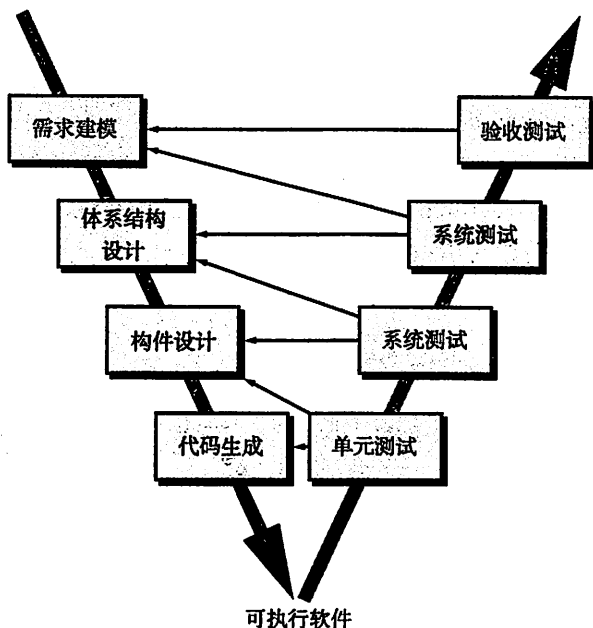 需求建模
验收测试
体系结构
设计
系统测试
构件设计
系统测试
代码生成
单元测试
可执行软件